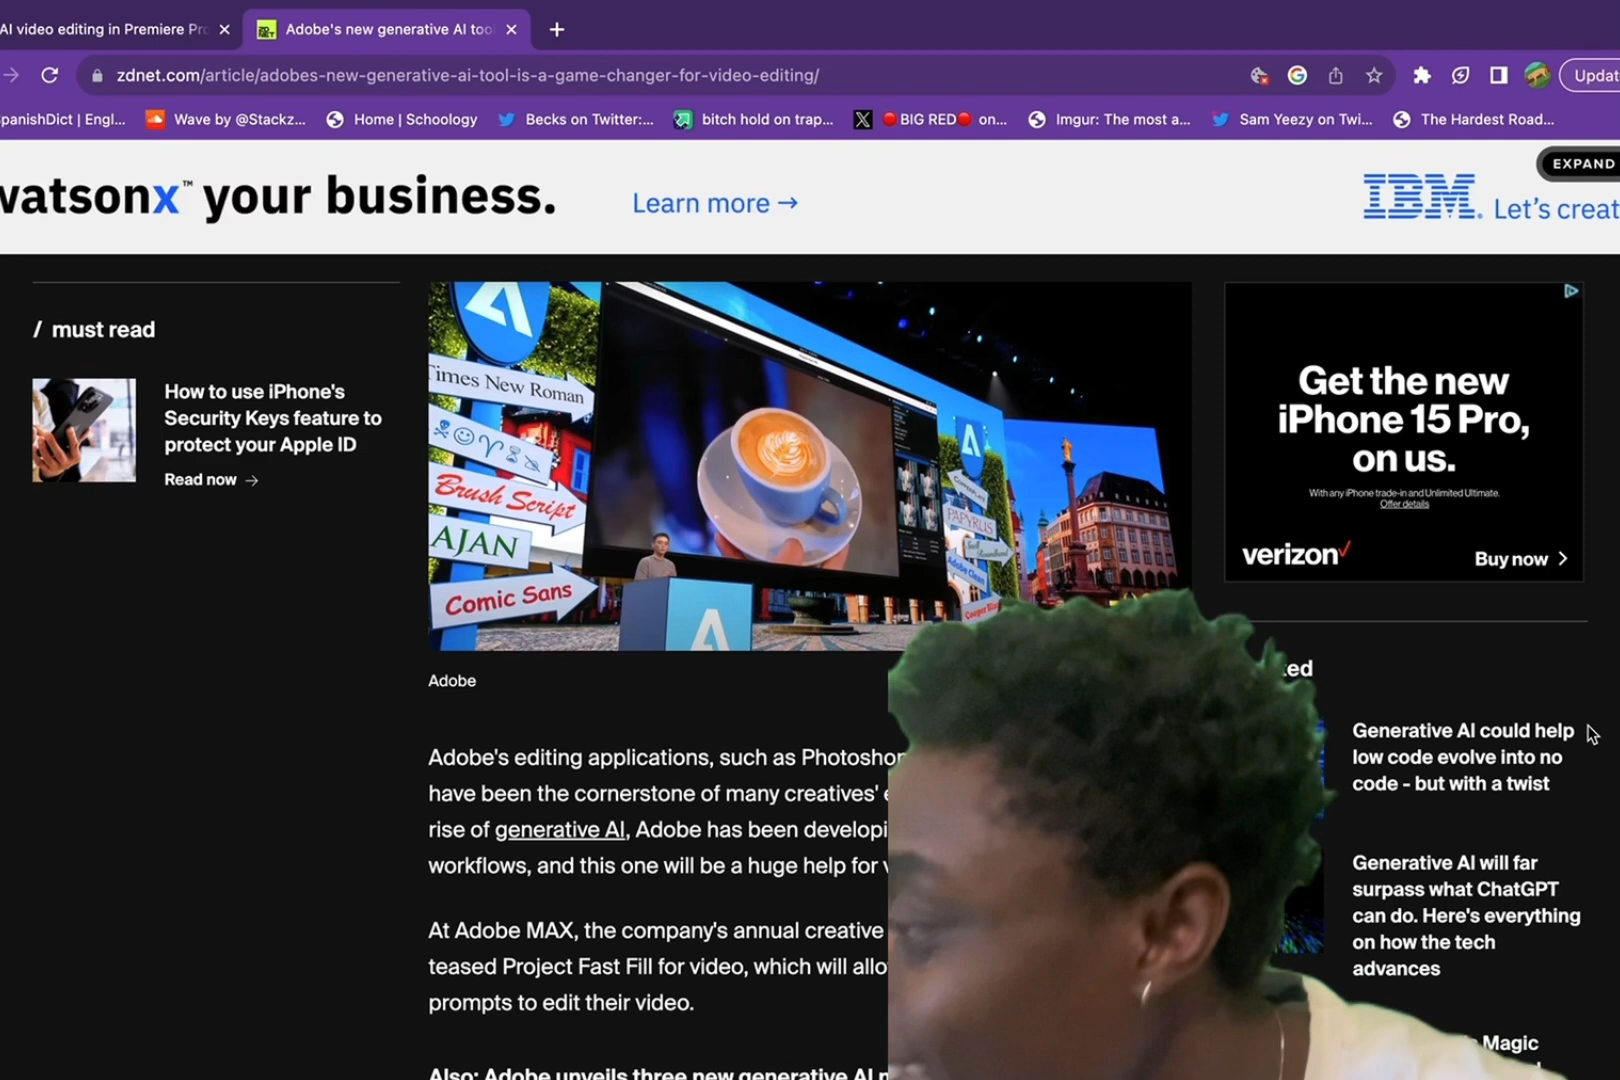 AI video editing in Premiere Pr
Adobe's new generative AI too
zdnet.com/article/adobes-new-generative-ai-tool-is-a-game-changer-for-video-editing/
Updat
panishDict | Engl...
Wave by @Stackz...
Home | Schoology
Becks on Twitter:...
bitch hold on trap...
BIG RED on...
Imgur: The most a...
Sam Yeezy on Twi...
The Hardest Road...
watsonx™ your business.
Learn more →
IBM. Let's creat
EXPAND
/ must read
How to use iPhone's
Security Keys feature to
protect your Apple ID
Read now →
Times New Roman
Brush Script
AJAN
Comic Sans
PAPYRUS
Adobe Clean
Adobe
Get the new
iPhone 15 Pro,
on us.
With any iPhone trade-in and Unlimited Ultimate.
Offer details
verizon
Buy now >
ted
Adobe's editing applications, such as Photoshop
have been the cornerstone of many creatives' e
rise of generative AI, Adobe has been developi
workflows, and this one will be a huge help for v
At Adobe MAX, the company's annual creative
teased Project Fast Fill for video, which will allo
prompts to edit their video.
Also: Adobe unveils three new generative AI m
Generative AI could help
low code evolve into no
code - but with a twist
Generative AI will far
surpass what ChatGPT
can do. Here's everything
on how the tech
advances
Magic